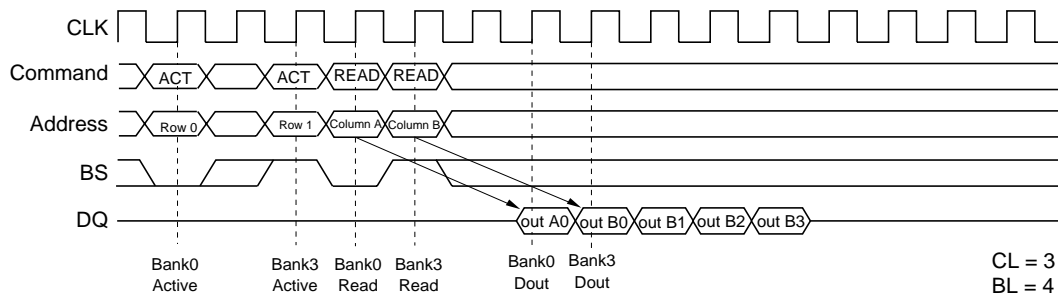 CLK
Command ACT ACT READ READ
Address Row 0 Row 1 Column A Column B
BS
DQ out A0 out B0 out B1 out B2 out B3
Bank0 Active
Bank3 Active
Bank0 Read
Bank3 Read
Bank0 Dout
Bank3 Dout
CL = 3
BL = 4